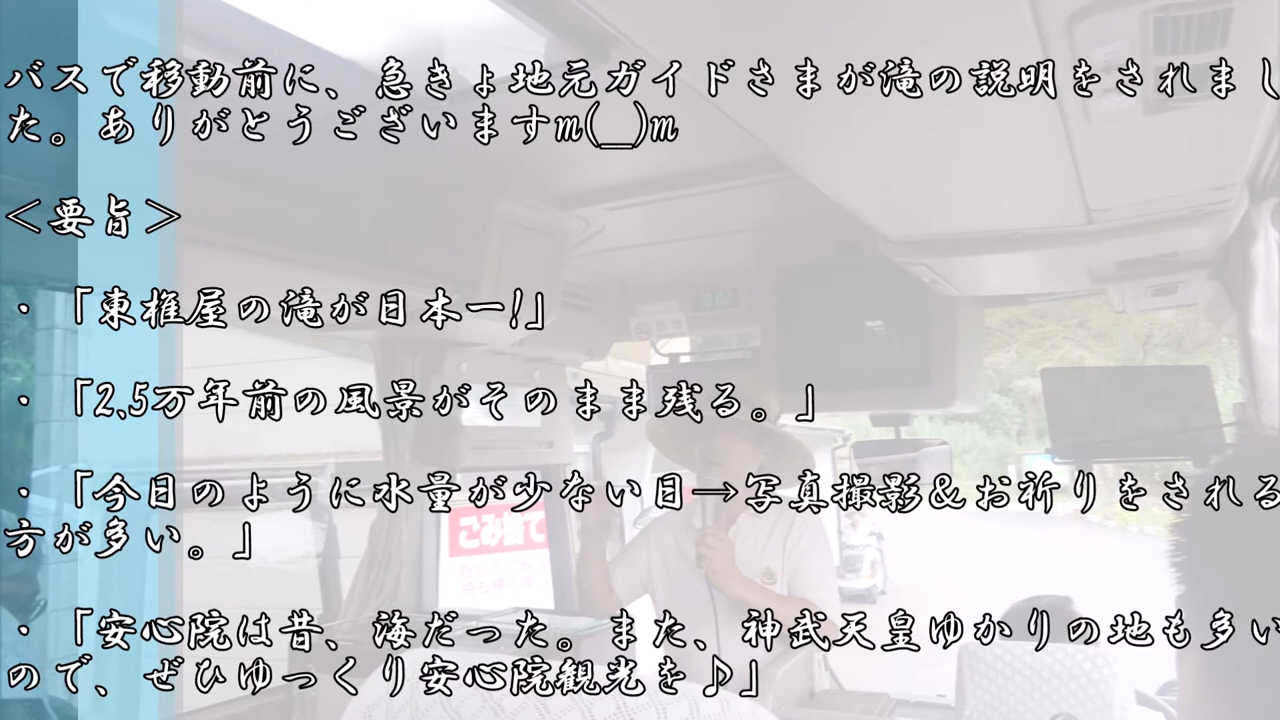 バスで移動前に、急きょ地元ガイドさまが滝の説明をされまし
た。ありがとうございますm(__)m
＜要旨＞
・「東椎屋の滝が日本一!」
・「2,5万年前の風景がそのまま残る。」
・「今日のように水量が少ない日→写真撮影＆お祈りをされる
方が多い。」
・「安心院は昔、海だった。また、神武天皇ゆかりの地も多い
ので、ぜひゆっくり安心院観光を♪」
ごみ捨て